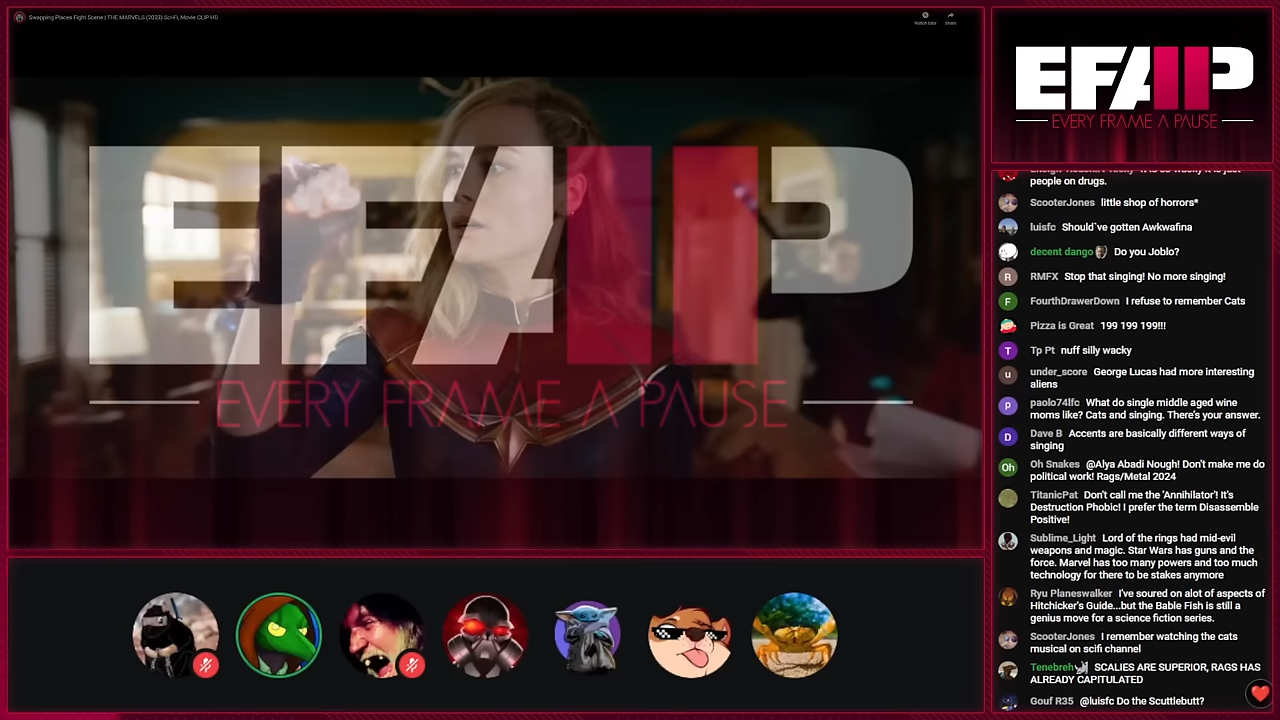 Swapping Places Fight Scene | THE MARVELS (2023) Sci-Fi, Movie CLIP HD
Watch later
Share
EFAP
EVERY FRAME A PAUSE
EFAP
EVERY FRAME A PAUSE
people on drugs.
ScooterJones little shop of horrors*
luisfc Should`ve gotten Awkwafina
decent dango Do you Joblo?
R
RMFX Stop that singing! No more singing!
F
FourthDrawerDown I refuse to remember Cats
Pizza is Great 199 199 199!!!
T
Tp Pt nuff silly wacky
u
under_score George Lucas had more interesting
aliens
p
paolo74lfc What do single middle aged wine
moms like? Cats and singing. There's your answer.
D
Dave B Accents are basically different ways of
singing
Oh
Oh Snakes @Alya Abadi Nough! Don't make me do
political work! Rags/Metal 2024
TitanicPat Don't call me the 'Annihilator'! It's
Destruction Phobic! I prefer the term Disassemble
Positive!
Sublime_Light Lord of the rings had mid-evil
weapons and magic. Star Wars has guns and the
force. Marvel has too many powers and too much
technology for there to be stakes anymore
Ryu Planeswalker I've soured on alot of aspects of
Hitchicker's Guide...but the Bable Fish is still a
genius move for a science fiction series.
ScooterJones I remember watching the cats
musical on scifi channel
Tenebreh SCALIES ARE SUPERIOR, RAGS HAS
ALREADY CAPITULATED
Gouf R35 @luisfc Do the Scuttlebutt?